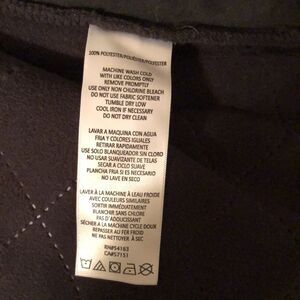 100% POLYESTER/POLIÉSTER/POLYESTER
MACHINE WASH COLD
WITH LIKE COLORS ONLY
REMOVE PROMPTLY
USE ONLY NON CHLORINE BLEACH
DO NOT USE FABRIC SOFTENER
TUMBLE DRY LOW
COOL IRON IF NECESSARY
DO NOT DRY CLEAN
LAVAR A MAQUINA CON AGUA
FRIA Y COLORES IGUALES
RETIRAR RAPIDAMENTE
USE SOLO BLANQUEADOR SIN CLORO
NO USAR SUAVIZANTE DE TELAS
SECAR A CICLO SUAVE
PLANCHA FRIA SI ES NECESARIO
NO LAVE EN SECO
LAVER À LA MACHINE À L'EAU FROIDE
AVEC COULEURS SIMILAIRES
SORTIR IMMÉDIATEMENT
BLANCHIR SANS CHLORE
PAS D'ADOUCISSANT
SÉCHER A LA MACHINE CYCLE DOUX
REPASSER AU FER FROID
NE PAS NETTOYER À SEC
RN#54163
CA#57151